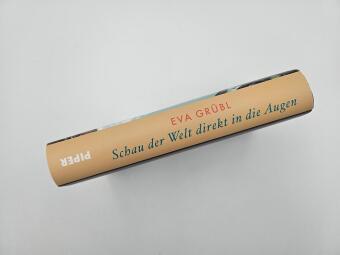 EVA GRÜBL
Schau der Welt direkt in die Augen
PIPER